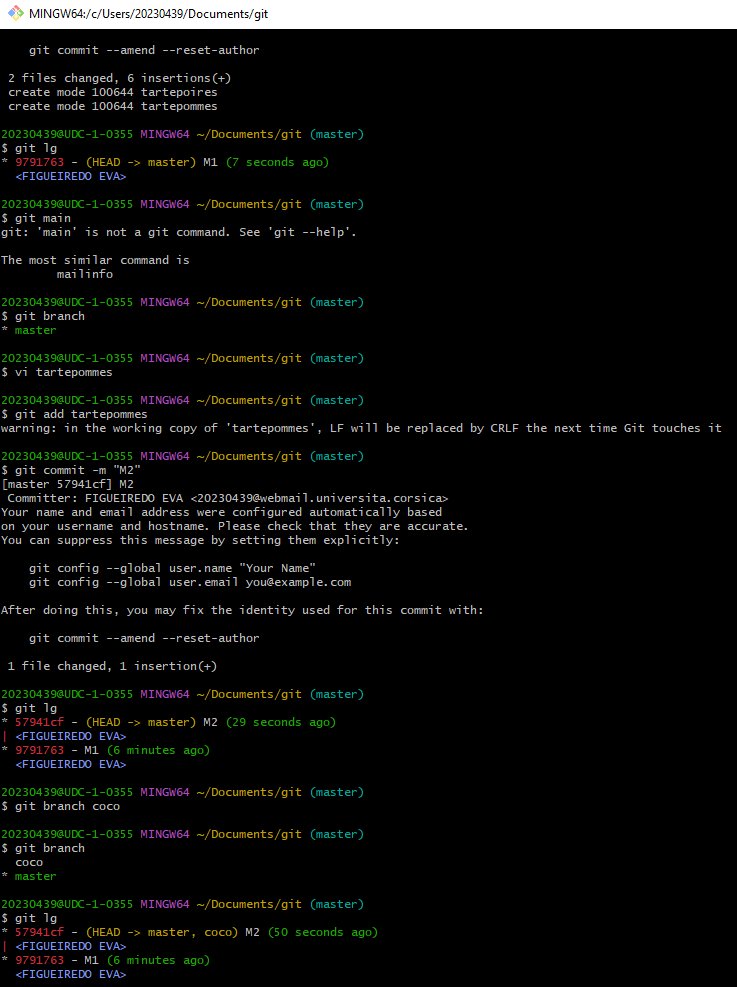 MINGW64:/c/Users/20230439/Documents/git
    git commit --amend --reset-author
 2 files changed, 6 insertions(+)
 create mode 100644 tartepoires
 create mode 100644 tartepommes
20230439@UDC-1-0355 MINGW64 ~/Documents/git (master)
$ git lg
* 9791763 - (HEAD -> master) M1 (7 seconds ago)
  <FIGUEIREDO EVA>
20230439@UDC-1-0355 MINGW64 ~/Documents/git (master)
$ git main
git: 'main' is not a git command. See 'git --help'.
The most similar command is
        mailinfo
20230439@UDC-1-0355 MINGW64 ~/Documents/git (master)
$ git branch
* master
20230439@UDC-1-0355 MINGW64 ~/Documents/git (master)
$ vi tartepommes
20230439@UDC-1-0355 MINGW64 ~/Documents/git (master)
$ git add tartepommes
warning: in the working copy of 'tartepommes', LF will be replaced by CRLF the next time Git touches it
20230439@UDC-1-0355 MINGW64 ~/Documents/git (master)
$ git commit -m "M2"
[master 57941cf] M2
 Committer: FIGUEIREDO EVA <20230439@webmail.universita.corsica>
Your name and email address were configured automatically based
on your username and hostname. Please check that they are accurate.
You can suppress this message by setting them explicitly:
    git config --global user.name "Your Name"
    git config --global user.email you@example.com
After doing this, you may fix the identity used for this commit with:
    git commit --amend --reset-author
 1 file changed, 1 insertion(+)
20230439@UDC-1-0355 MINGW64 ~/Documents/git (master)
$ git lg
* 57941cf - (HEAD -> master) M2 (29 seconds ago)
| <FIGUEIREDO EVA>
* 9791763 - M1 (6 minutes ago)
  <FIGUEIREDO EVA>
20230439@UDC-1-0355 MINGW64 ~/Documents/git (master)
$ git branch coco
20230439@UDC-1-0355 MINGW64 ~/Documents/git (master)
$ git branch
  coco
* master
20230439@UDC-1-0355 MINGW64 ~/Documents/git (master)
$ git lg
* 57941cf - (HEAD -> master, coco) M2 (50 seconds ago)
| <FIGUEIREDO EVA>
* 9791763 - M1 (6 minutes ago)
  <FIGUEIREDO EVA>